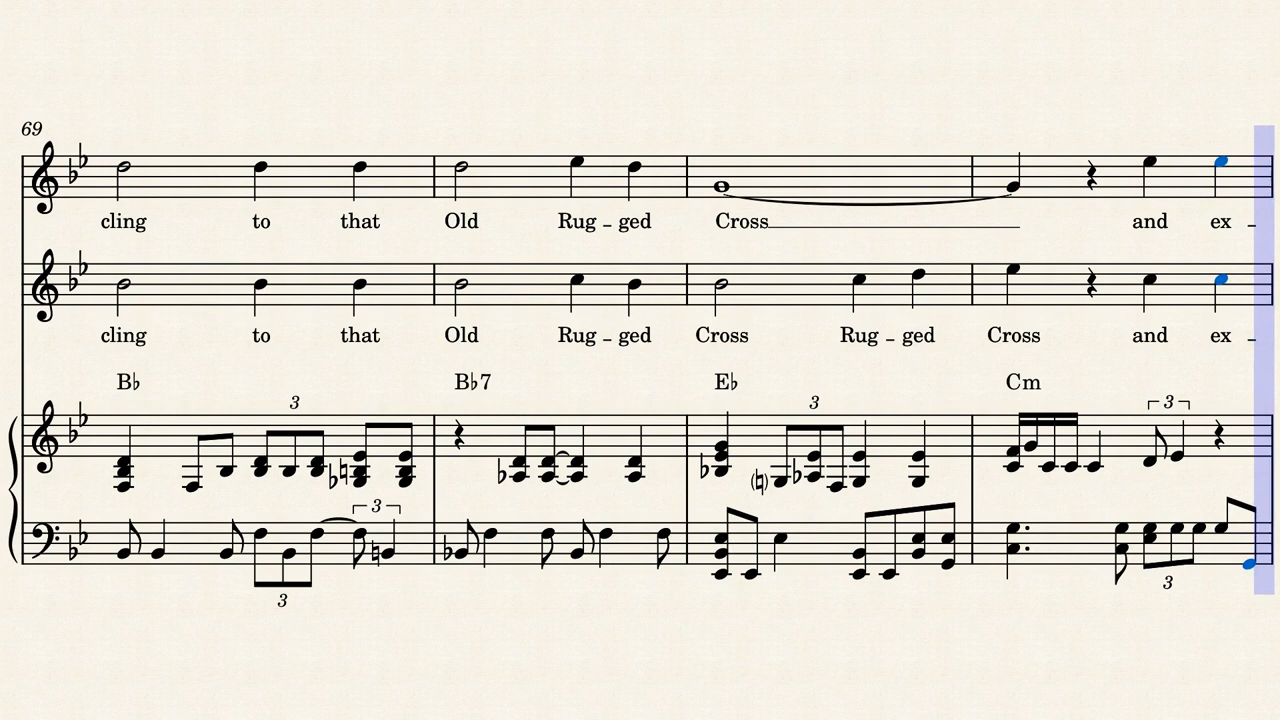 69
cling to that Old Rug - ged Cross and ex -
cling to that Old Rug - ged Cross Rug - ged Cross and ex -
B♭ B♭7 E♭ Cm
3 3 3
3
3 3